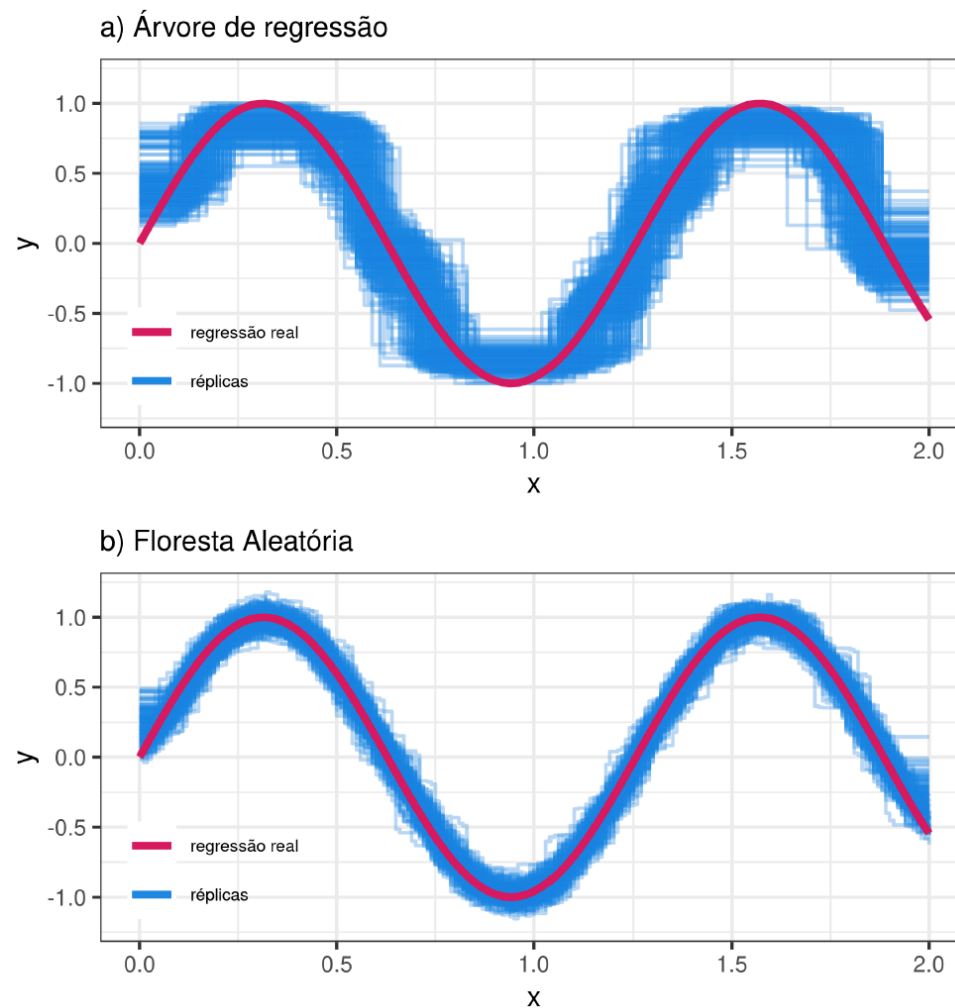 a) Árvore de regressão
1.0
0.5
0.0
-0.5
-1.0
y
regressão real
réplicas
0.0 0.5 1.0 1.5 2.0
x
b) Floresta Aleatória
1.0
0.5
0.0
-0.5
-1.0
y
regressão real
réplicas
0.0 0.5 1.0 1.5 2.0
x